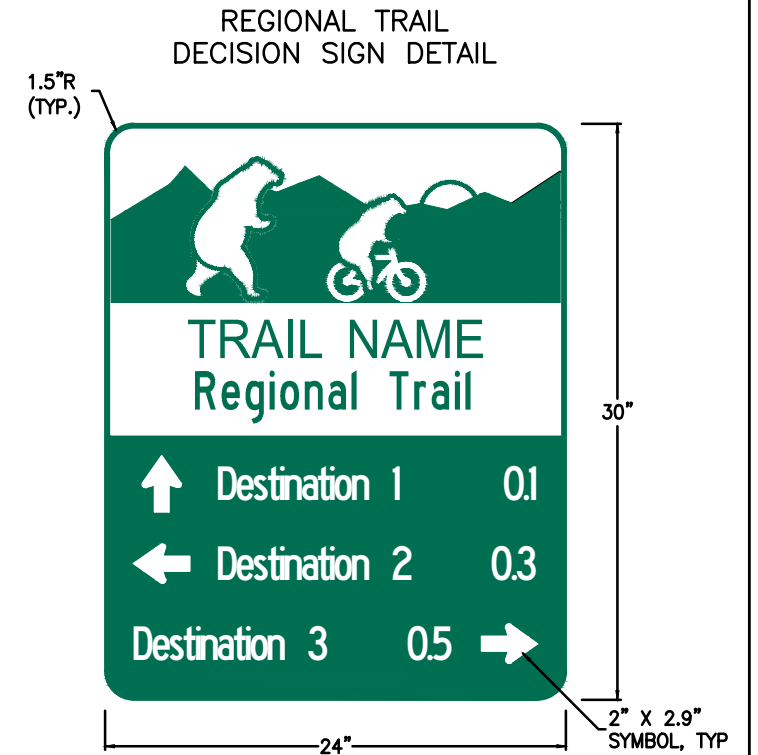 REGIONAL TRAIL
DECISION SIGN DETAIL
1.5"R
(TYP.)
TRAIL NAME
Regional Trail
30"
Destination 1 0.1
Destination 2 0.3
Destination 3 0.5
2" X 2.9"
SYMBOL, TYP
24"